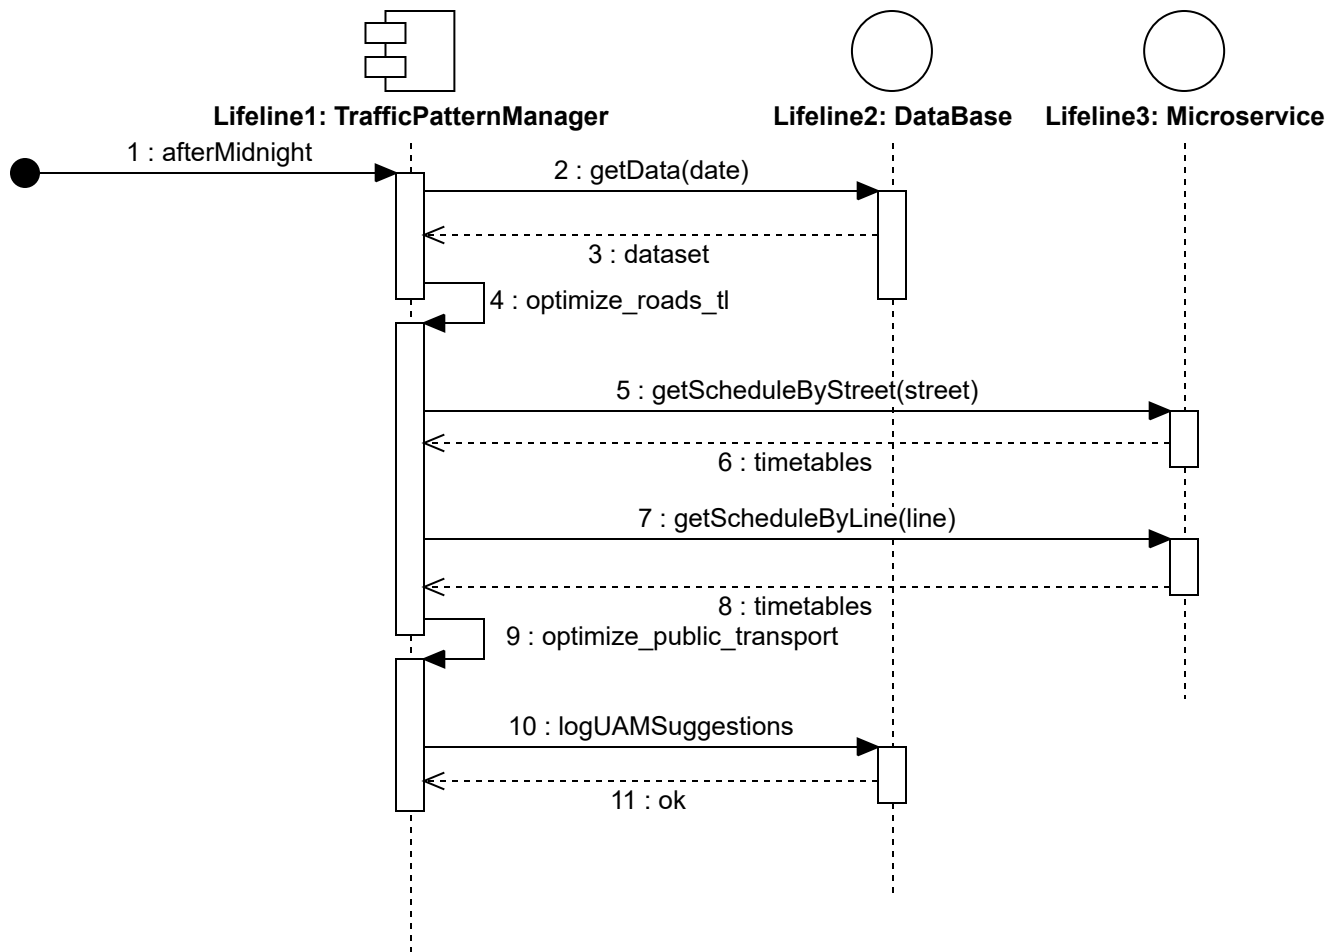 Lifeline1: TrafficPatternManager
Lifeline2: DataBase
Lifeline3: Microservice
1 : afterMidnight
2 : getData(date)
3 : dataset
4 : optimize_roads_tl
5 : getScheduleByStreet(street)
6 : timetables
7 : getScheduleByLine(line)
8 : timetables
9 : optimize_public_transport
10 : logUAMSuggestions
11 : ok